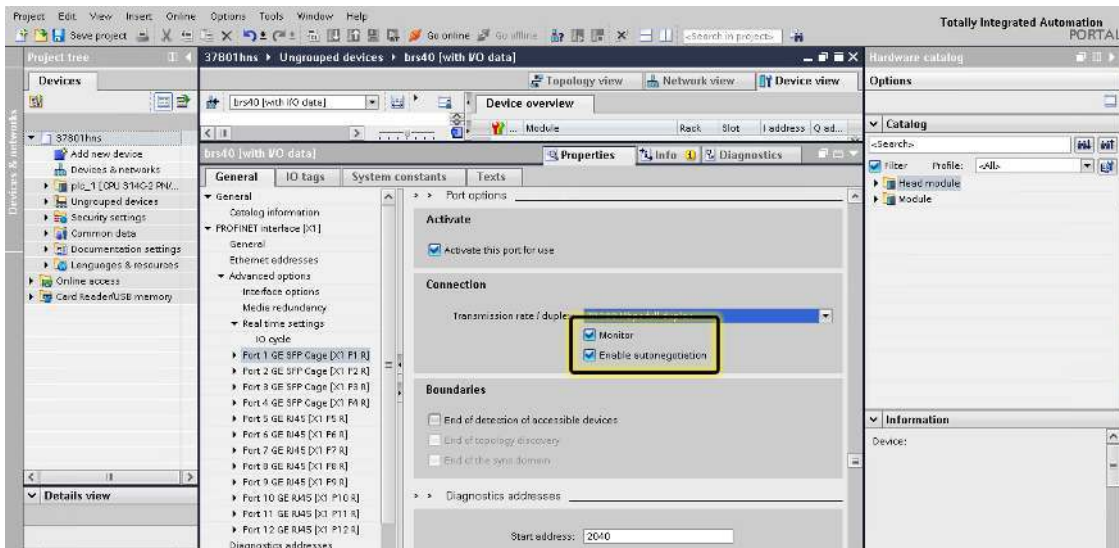 Project Edit View Insert Online Options Tools Window Help
Totally Integrated Automation
PORTAL
Save project
Go online
Go offline
<Search in project>
Project tree
37801hns ▸ Ungrouped devices ▸ brs40 [with I/O data]
Hardware catalog
Devices
Topology view
Network view
Device view
Options
brs40 [with I/O data]
Device overview
... Module Rack Slot I address Q ad...
Catalog
<Search>
Filter Profile: <All>
Head module
Module
37801hns
Add new device
Devices & networks
plc_1 [CPU 314C-2 PN/...
Ungrouped devices
Security settings
Common data
Documentation settings
Languages & resources
Online access
Card Reader/USB memory
Devices & networks
brs40 [with I/O data]
Properties
Info
Diagnostics
General
IO tags
System constants
Texts
General
Catalog information
PROFINET interface [X1]
General
Ethernet addresses
Advanced options
Interface options
Media redundancy
Real time settings
IO cycle
Port 1 GE SFP Cage [X1 P1 R]
Port 2 GE SFP Cage [X1 P2 R]
Port 3 GE SFP Cage [X1 P3 R]
Port 4 GE SFP Cage [X1 P4 R]
Port 5 GE RJ45 [X1 P5 R]
Port 6 GE RJ45 [X1 P6 R]
Port 7 GE RJ45 [X1 P7 R]
Port 8 GE RJ45 [X1 P8 R]
Port 9 GE RJ45 [X1 P9 R]
Port 10 GE RJ45 [X1 P10 R]
Port 11 GE RJ45 [X1 P11 R]
Port 12 GE RJ45 [X1 P12 R]
Diagnostics addresses
> > Port options
Activate
Activate this port for use
Connection
Transmission rate / duplex
Monitor
Enable autonegotiation
Boundaries
End of detection of accessible devices
End of topology discovery
End of the sync domain
> > Diagnostics addresses
Start address: 2040
Information
Device:
Details view